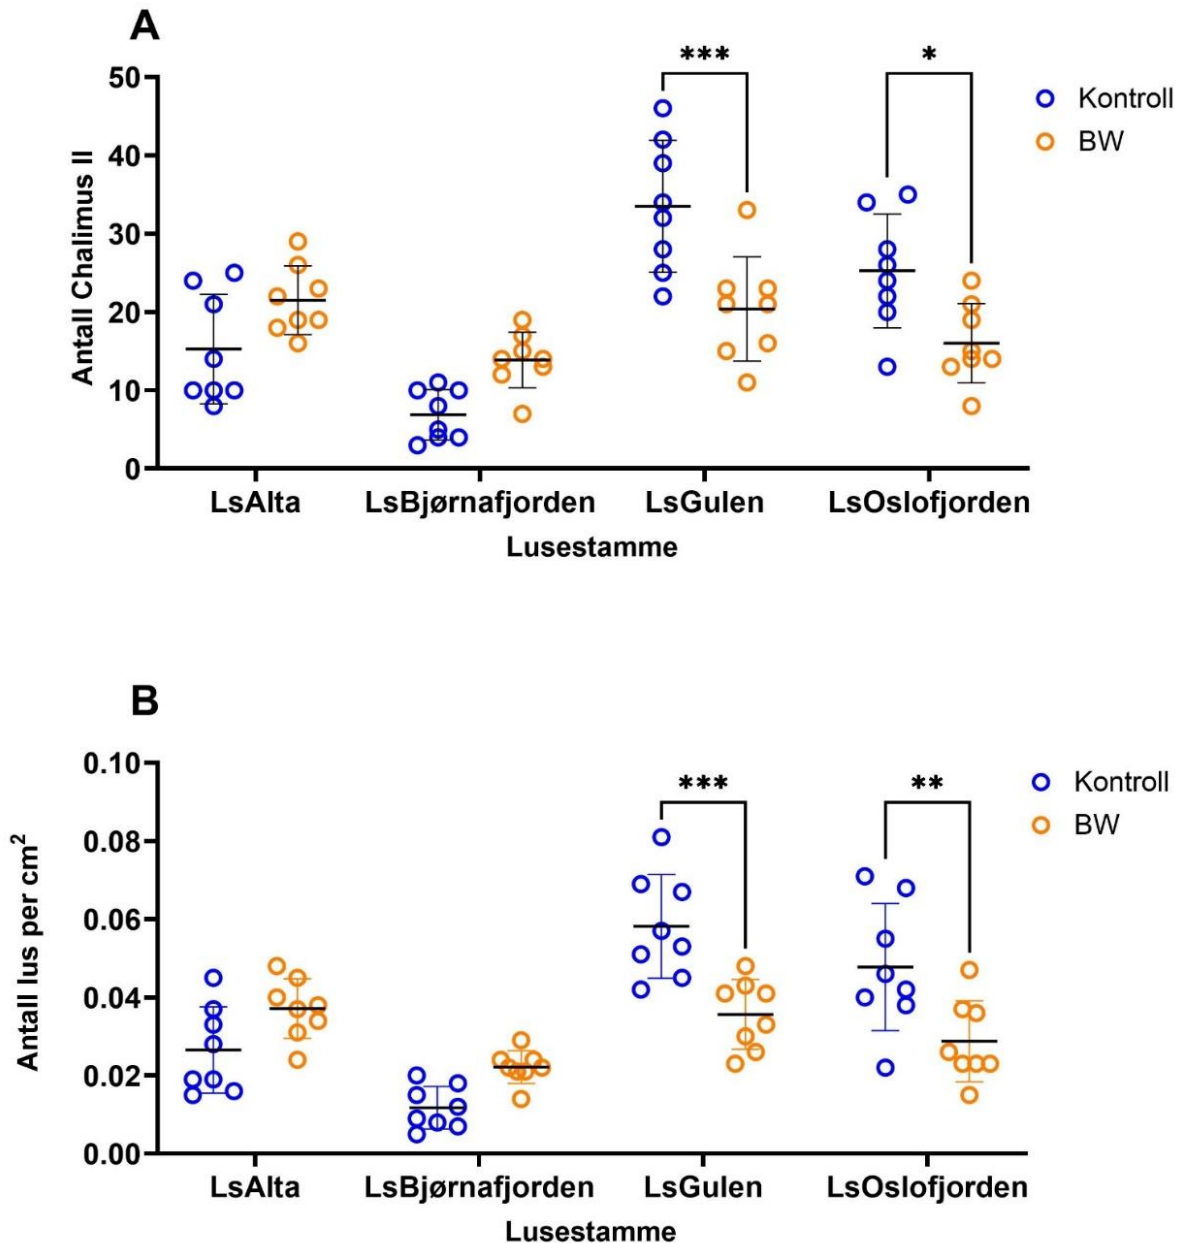 A
*** *
50
40
30
20
10
0
Antall Chalimus II
Kontroll
BW
LsAlta LsBjørnafjorden LsGulen LsOslofjorden
Lusestamme
B
*** **
0.10
0.08
0.06
0.04
0.02
0.00
Antall lus per cm²
Kontroll
BW
LsAlta LsBjørnafjorden LsGulen LsOslofjorden
Lusestamme